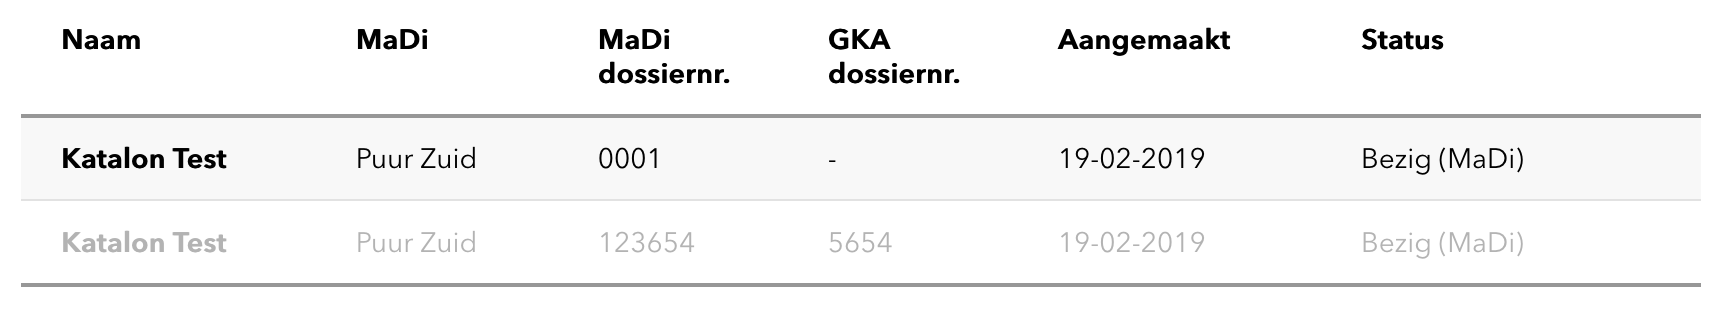 Naam MaDi MaDi dossiernr. GKA dossiernr. Aangemaakt Status
Katalon Test Puur Zuid 0001 - 19-02-2019 Bezig (MaDi)
Katalon Test Puur Zuid 123654 5654 19-02-2019 Bezig (MaDi)